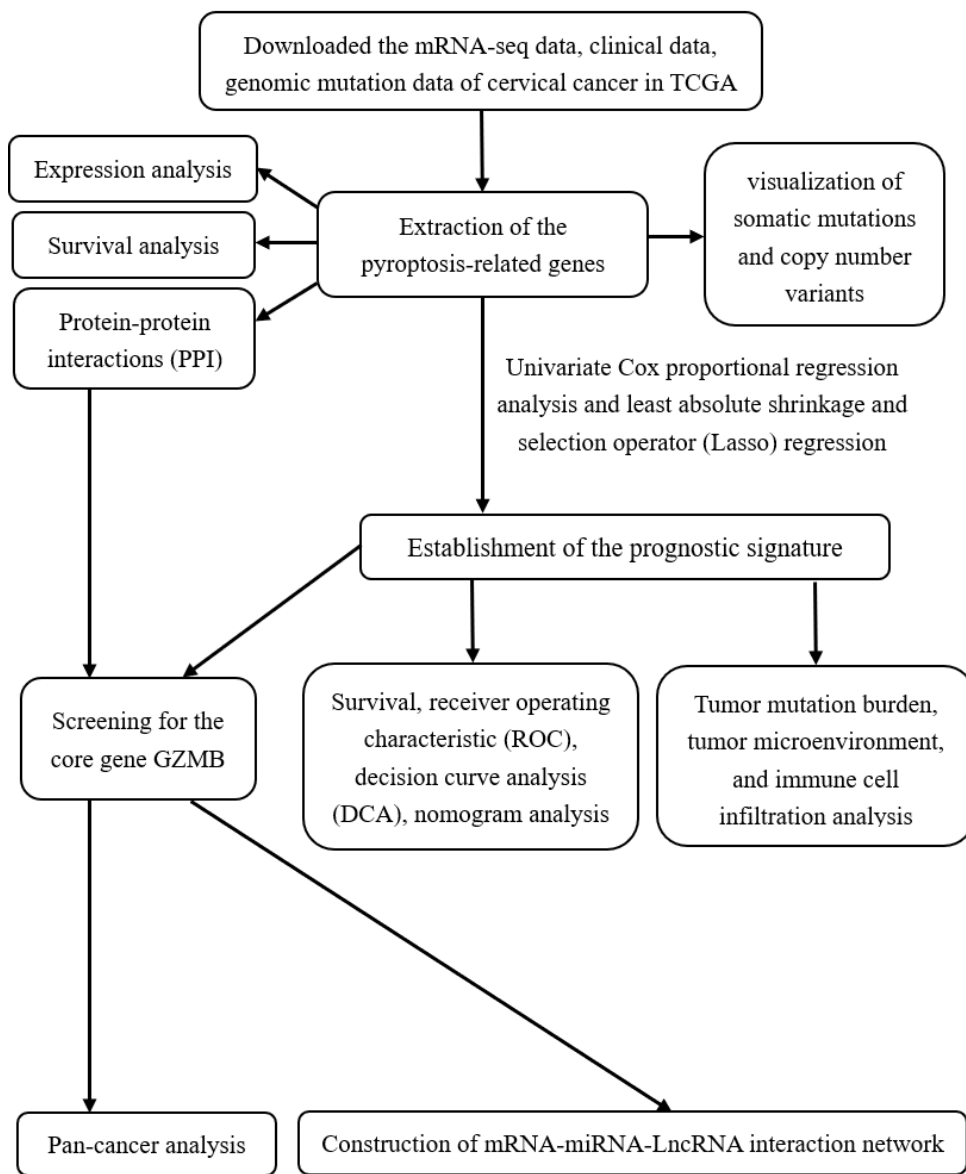 Downloaded the mRNA-seq data, clinical data,
genomic mutation data of cervical cancer in TCGA
Expression analysis
Survival analysis
Protein-protein
interactions (PPI)
Extraction of the
pyroptosis-related genes
visualization of
somatic mutations
and copy number
variants
Univariate Cox proportional regression
analysis and least absolute shrinkage and
selection operator (Lasso) regression
Establishment of the prognostic signature
Screening for the
core gene GZMB
Survival, receiver operating
characteristic (ROC),
decision curve analysis
(DCA), nomogram analysis
Tumor mutation burden,
tumor microenvironment,
and immune cell
infiltration analysis
Pan-cancer analysis
Construction of mRNA-miRNA-LncRNA interaction network